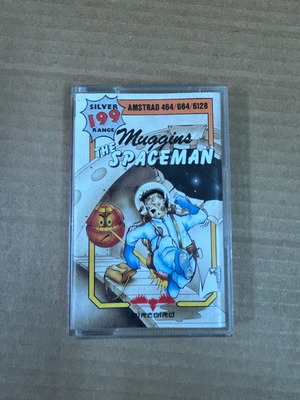 SILVER
199
RANGE
AMSTRAD 464/664/6128
Muggins
THE
SPACEMAN
FIREBIRD